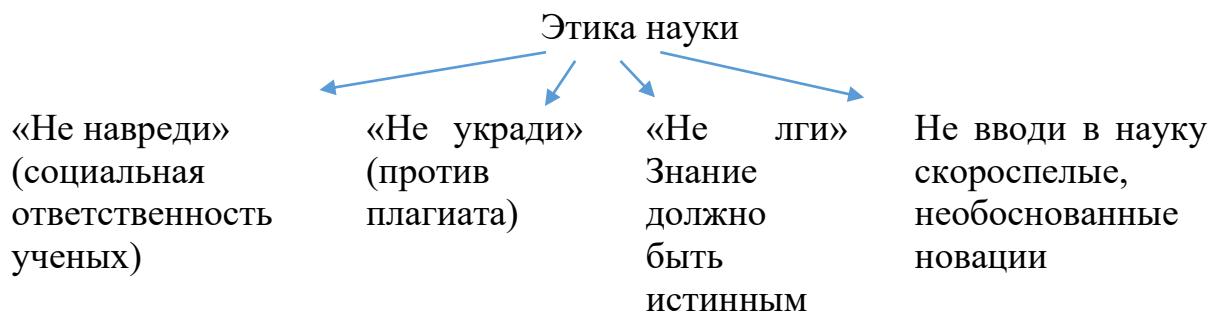 Этика науки
«Не навреди»
(социальная
ответственность
ученых)
«Не укради»
(против
плагиата)
«Не лги»
Знание
должно
быть
истинным
Не вводи в науку
скороспелые,
необоснованные
новации